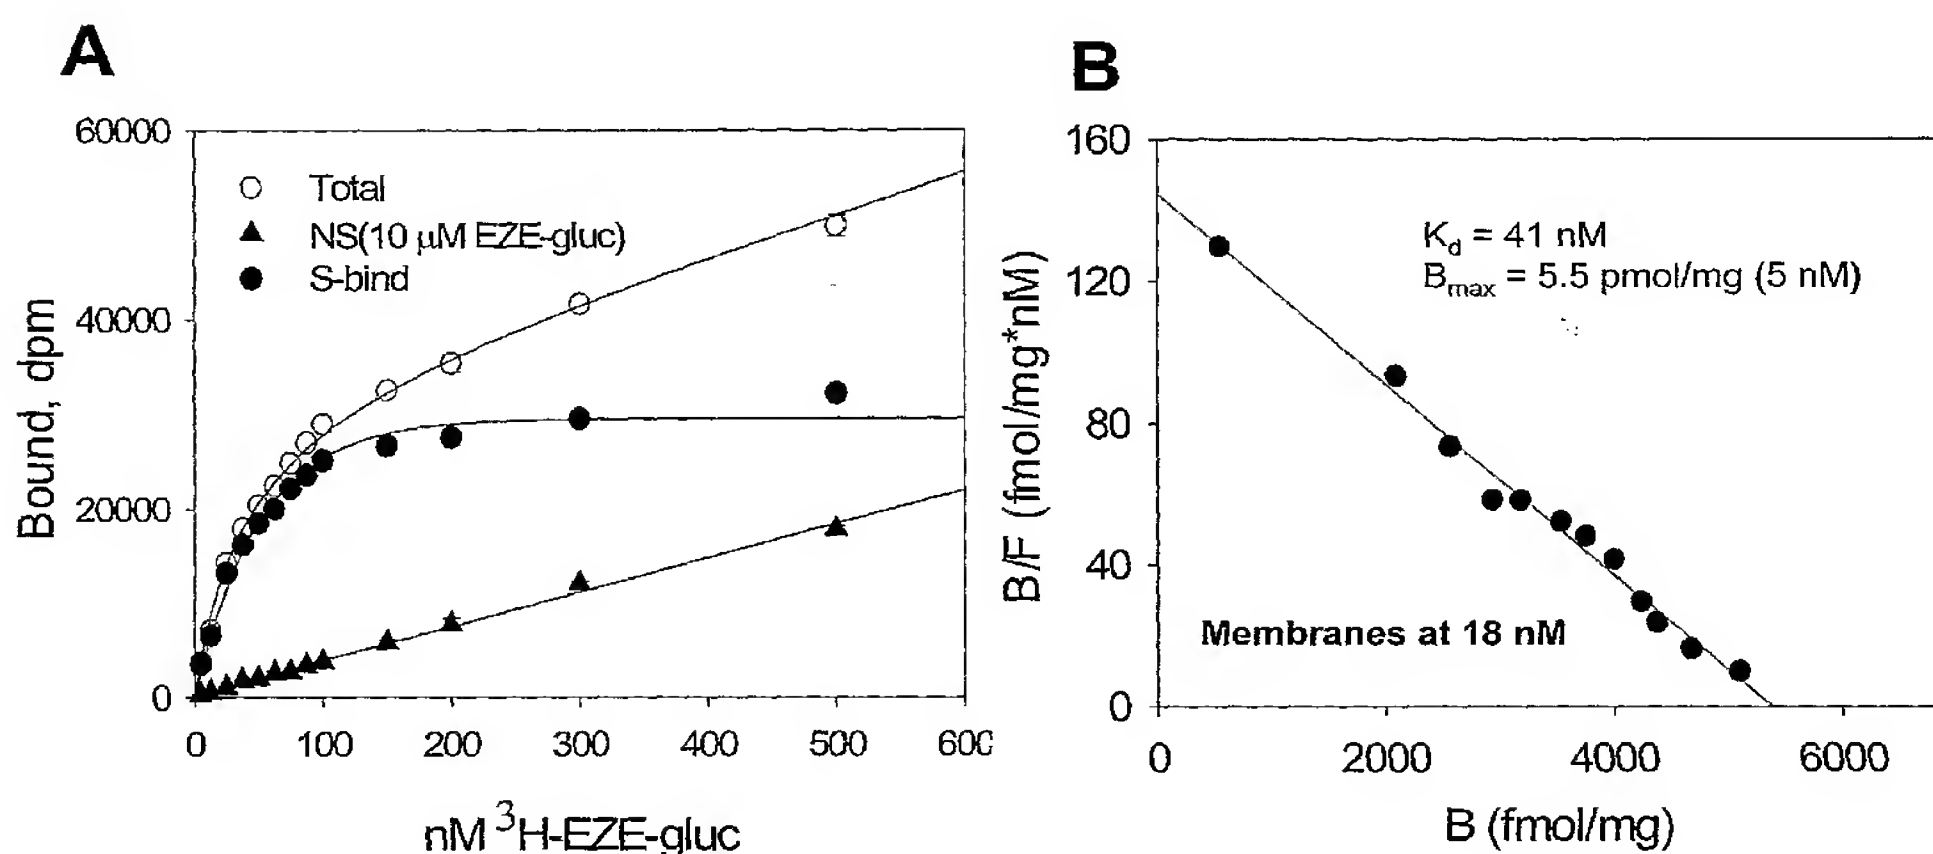 A
60000
40000
20000
0
Bound, dpm
Total
NS(10 μM EZE-gluc)
S-bind
0 100 200 300 400 500 600
nM ³H-EZE-gluc
B
160
120
80
40
0
B/F (fmol/mg*nM)
Kd = 41 nM
Bmax = 5.5 pmol/mg (5 nM)
Membranes at 18 nM
0 2000 4000 6000
B (fmol/mg)